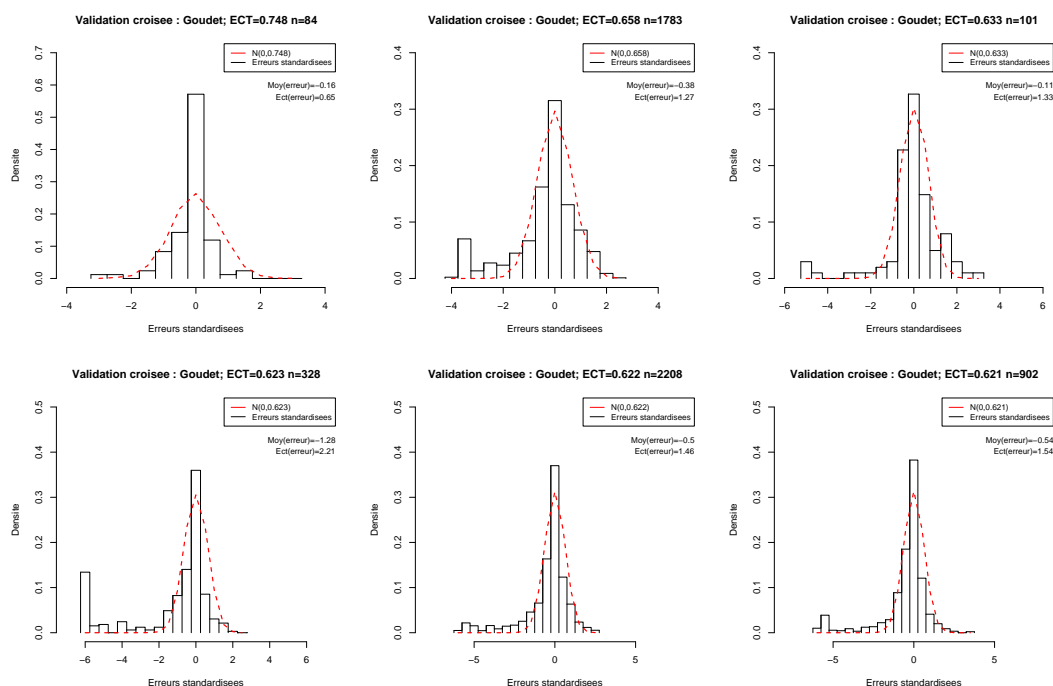 Validation croisee : Goudet; ECT=0.748 n=84
N(0,0.748)
Erreurs standardisees
Moy(erreur)=−0.16
Ect(erreur)=0.65
Densite
0.7
0.6
0.5
0.4
0.3
0.2
0.1
0.0
−4 −2 0 2 4
Erreurs standardisees
Validation croisee : Goudet; ECT=0.658 n=1783
N(0,0.658)
Erreurs standardisees
Moy(erreur)=−0.38
Ect(erreur)=1.27
Densite
0.4
0.3
0.2
0.1
0.0
−4 −2 0 2 4
Erreurs standardisees
Validation croisee : Goudet; ECT=0.633 n=101
N(0,0.633)
Erreurs standardisees
Moy(erreur)=−0.11
Ect(erreur)=1.33
Densite
0.4
0.3
0.2
0.1
0.0
−6 −4 −2 0 2 4 6
Erreurs standardisees
Validation croisee : Goudet; ECT=0.623 n=328
N(0,0.623)
Erreurs standardisees
Moy(erreur)=−1.28
Ect(erreur)=2.21
Densite
0.5
0.4
0.3
0.2
0.1
0.0
−6 −4 −2 0 2 4 6
Erreurs standardisees
Validation croisee : Goudet; ECT=0.622 n=2208
N(0,0.622)
Erreurs standardisees
Moy(erreur)=−0.5
Ect(erreur)=1.46
Densite
0.5
0.4
0.3
0.2
0.1
0.0
−5 0 5
Erreurs standardisees
Validation croisee : Goudet; ECT=0.621 n=902
N(0,0.621)
Erreurs standardisees
Moy(erreur)=−0.54
Ect(erreur)=1.54
Densite
0.5
0.4
0.3
0.2
0.1
0.0
−5 0 5
Erreurs standardisees